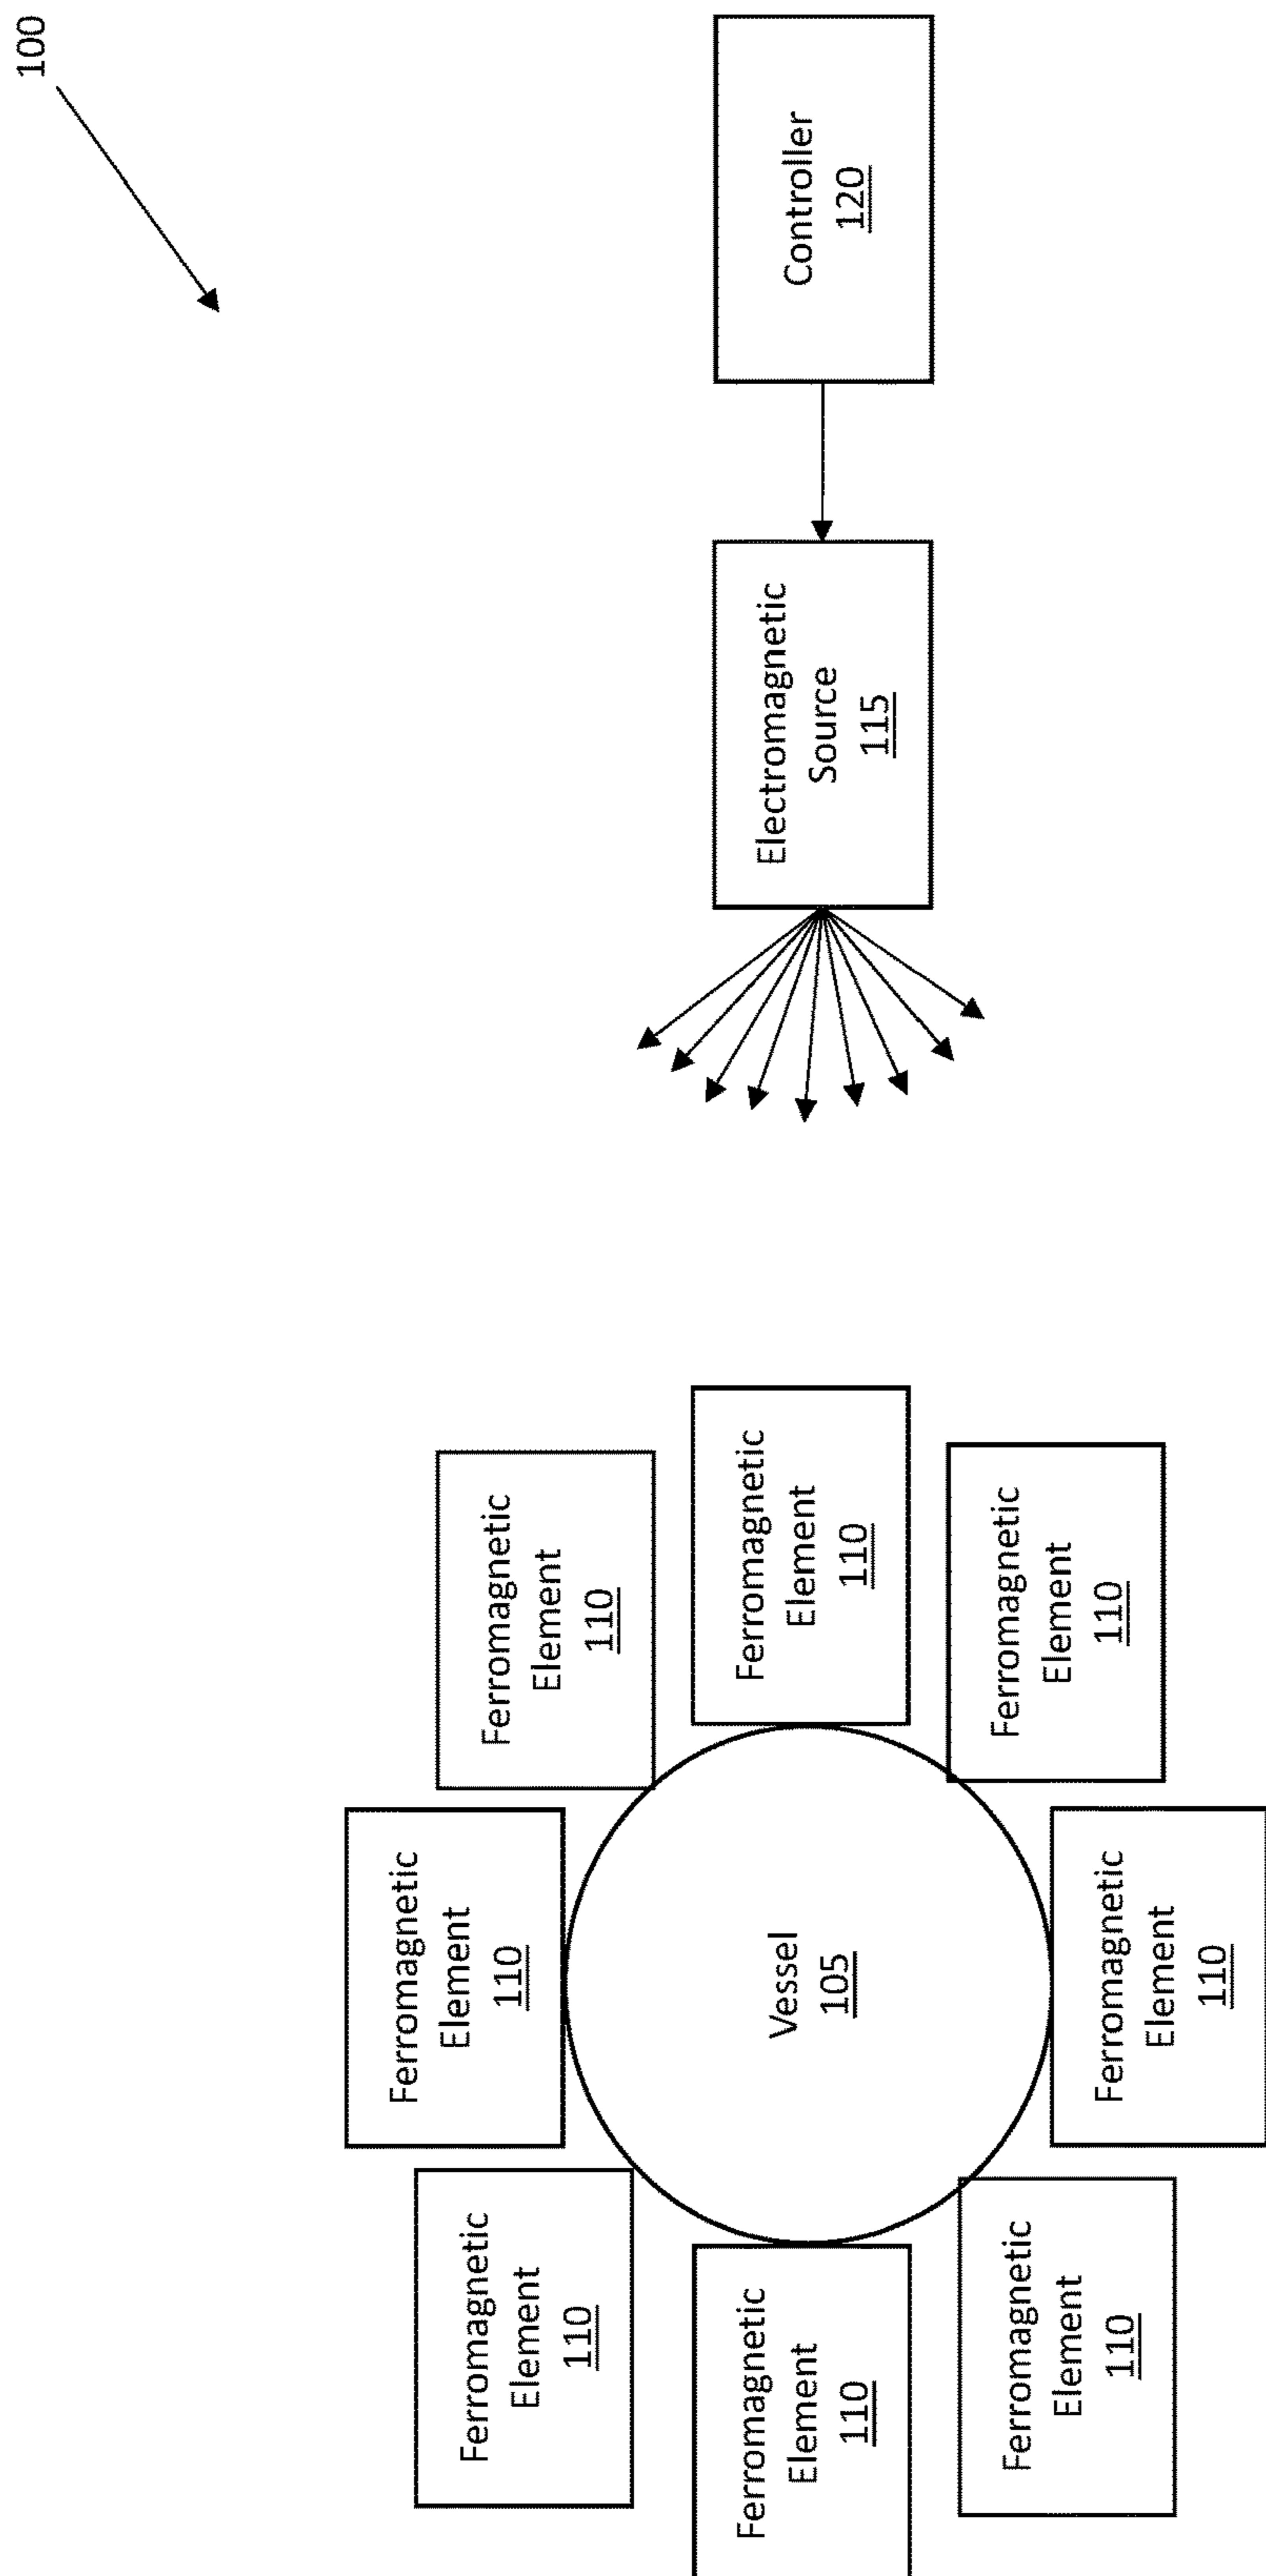 100
Ferromagnetic
Element
110
Ferromagnetic
Element
110
Ferromagnetic
Element
110
Ferromagnetic
Element
110
Vessel
105
Ferromagnetic
Element
110
Electromagnetic
Source
115
Controller
120
Ferromagnetic
Element
110
Ferromagnetic
Element
110
Ferromagnetic
Element
110